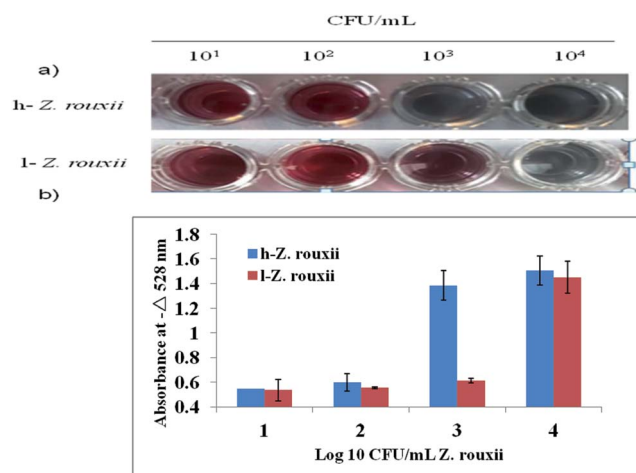 CFU/mL
10¹ 10² 10³ 10⁴
a)
h- Z. rouxii
l- Z. rouxii
b)
1.8
1.6
1.4
1.2
1
0.8
0.6
0.4
h-Z. rouxii
l-Z. rouxii
Absorbance at -△ 528 nm
1 2 3 4
Log 10 CFU/mL Z. rouxii